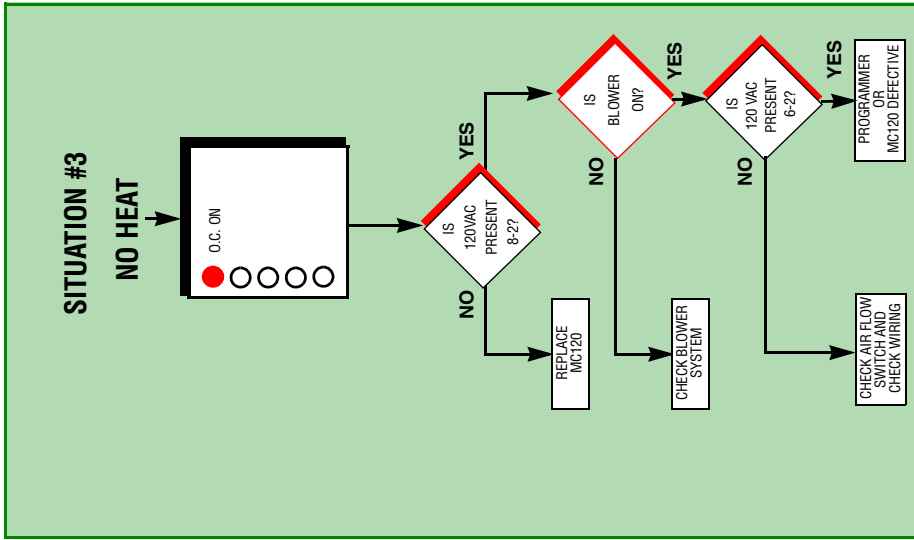 SITUATION #3
NO HEAT
O.C. ON
IS
120VAC
PRESENT
8-2?
YES
NO
REPLACE
MC120
IS
BLOWER
ON?
YES
NO
CHECK BLOWER
SYSTEM
IS
120 VAC
PRESENT
6-2?
YES
NO
PROGRAMMER
OR
MC120 DEFECTIVE
CHECK AIR FLOW
SWITCH AND
CHECK WIRING